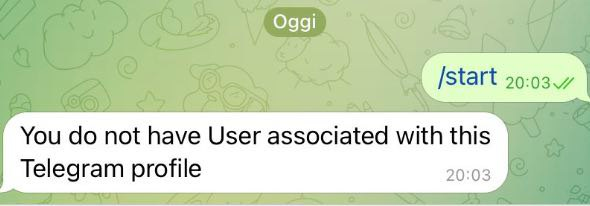 Oggi
/start 20:03
You do not have User associated with this
Telegram profile 20:03